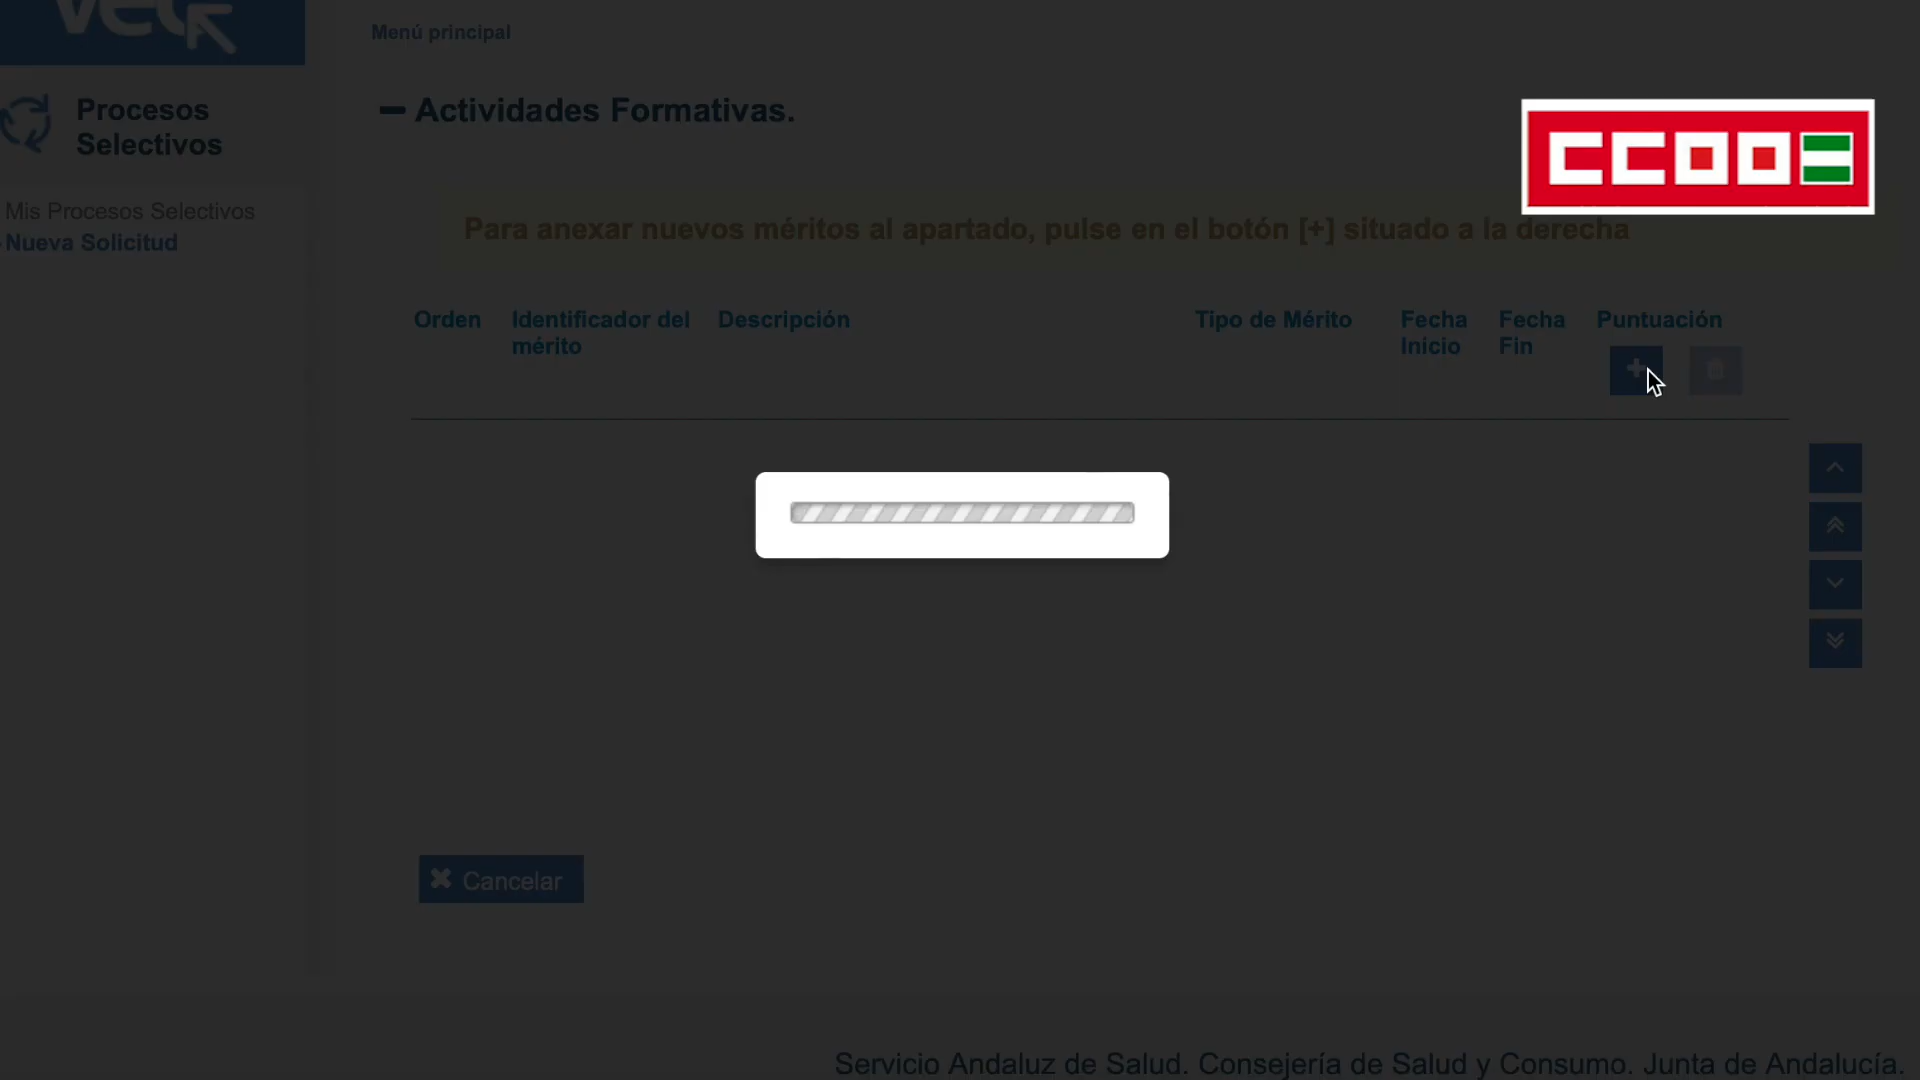 VEC
Menú principal
Procesos
Selectivos
Actividades Formativas.
CCOO
Mis Procesos Selectivos
Nueva Solicitud
Para anexar nuevos méritos al apartado, pulse en el botón [+] situado a la derecha
Orden Identificador del mérito Descripción Tipo de Mérito Fecha Inicio Fecha Fin Puntuación
Cancelar
Servicio Andaluz de Salud. Consejería de Salud y Consumo. Junta de Andalucía.